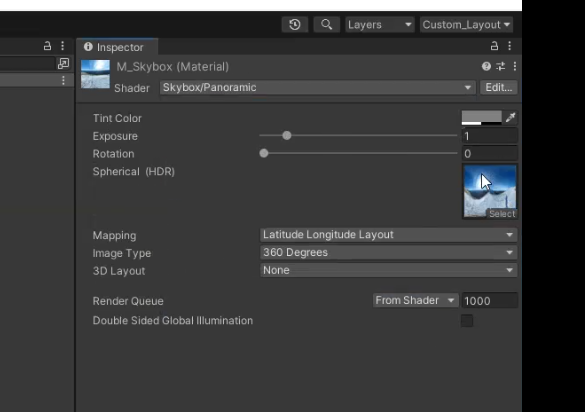 Layers Custom_Layout
Inspector
M_Skybox (Material)
Shader Skybox/Panoramic Edit...
Tint Color
Exposure 1
Rotation 0
Spherical (HDR)
Select
Mapping Latitude Longitude Layout
Image Type 360 Degrees
3D Layout None
Render Queue From Shader 1000
Double Sided Global Illumination